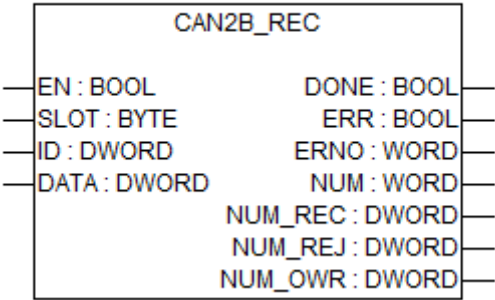 CAN2B_REC
EN : BOOL DONE : BOOL
SLOT : BYTE ERR : BOOL
ID : DWORD ERNO : WORD
DATA : DWORD NUM : WORD
NUM_REC : DWORD
NUM_REJ : DWORD
NUM_OWR : DWORD